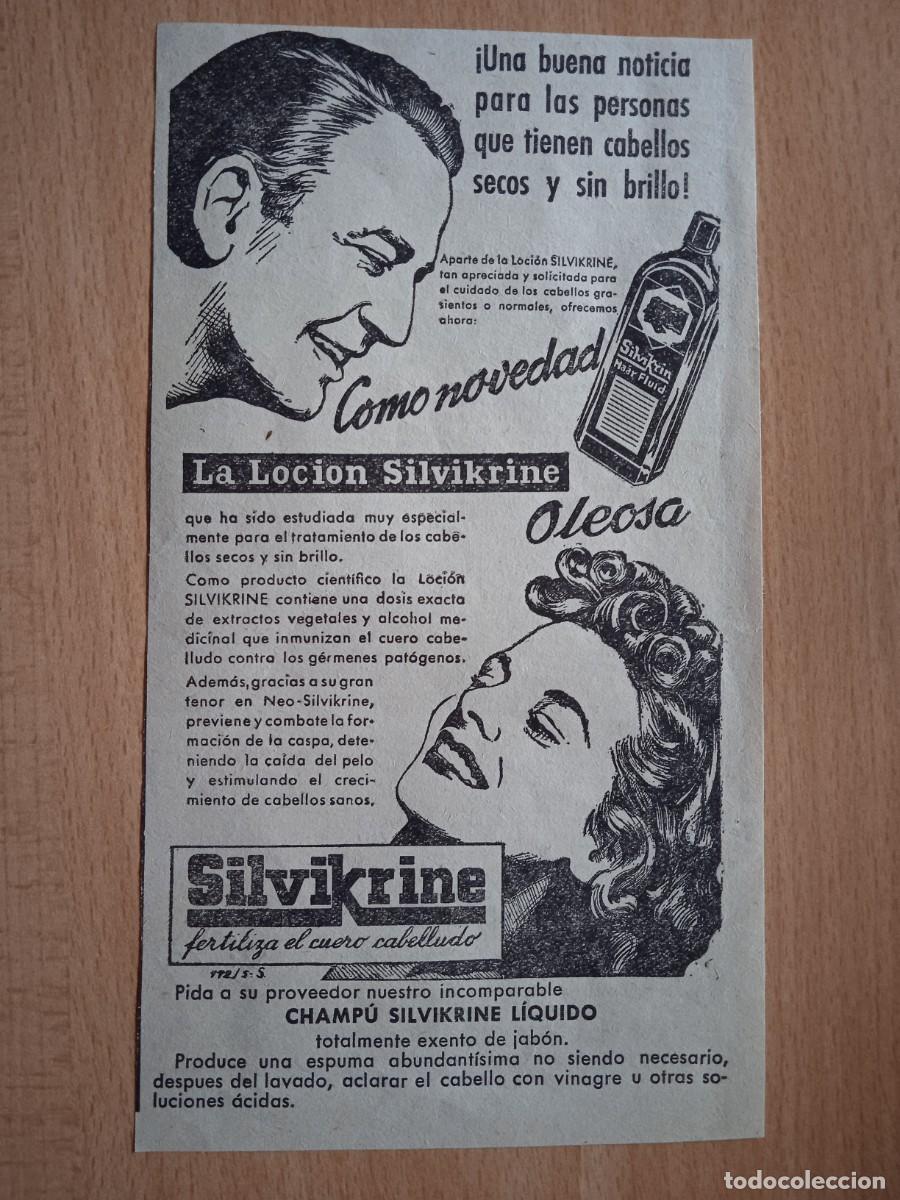 ¡Una buena noticia
para las personas
que tienen cabellos
secos y sin brillo!
Aparte de la Loción SILVIKRINE,
tan apreciada y solicitada para
el cuidado de los cabellos gra-
sientos o normales, ofrecemos
ahora:
Como novedad
Silvikrin
Haar Fluid
La Locion Silvikrine
Oleosa
que ha sido estudiada muy especial-
mente para el tratamiento de los cabe-
llos secos y sin brillo.
Como producto científico la Loción
SILVIKRINE contiene una dosis exacta
de extractos vegetales y alcohol me-
dicinal que inmunizan el cuero cabe-
lludo contra los gérmenes patógenos.
Además, gracias a su gran
tenor en Neo-Silvikrine,
previene y combate la for-
mación de la caspa, dete-
niendo la caída del pelo
y estimulando el creci-
miento de cabellos sanos.
Silvikrine
fertiliza el cuero cabelludo
Pida a su proveedor nuestro incomparable
CHAMPÚ SILVIKRINE LÍQUIDO
totalmente exento de jabón.
Produce una espuma abundantísima no siendo necesario,
despues del lavado, aclarar el cabello con vinagre u otras so-
luciones ácidas.
todocoleccion